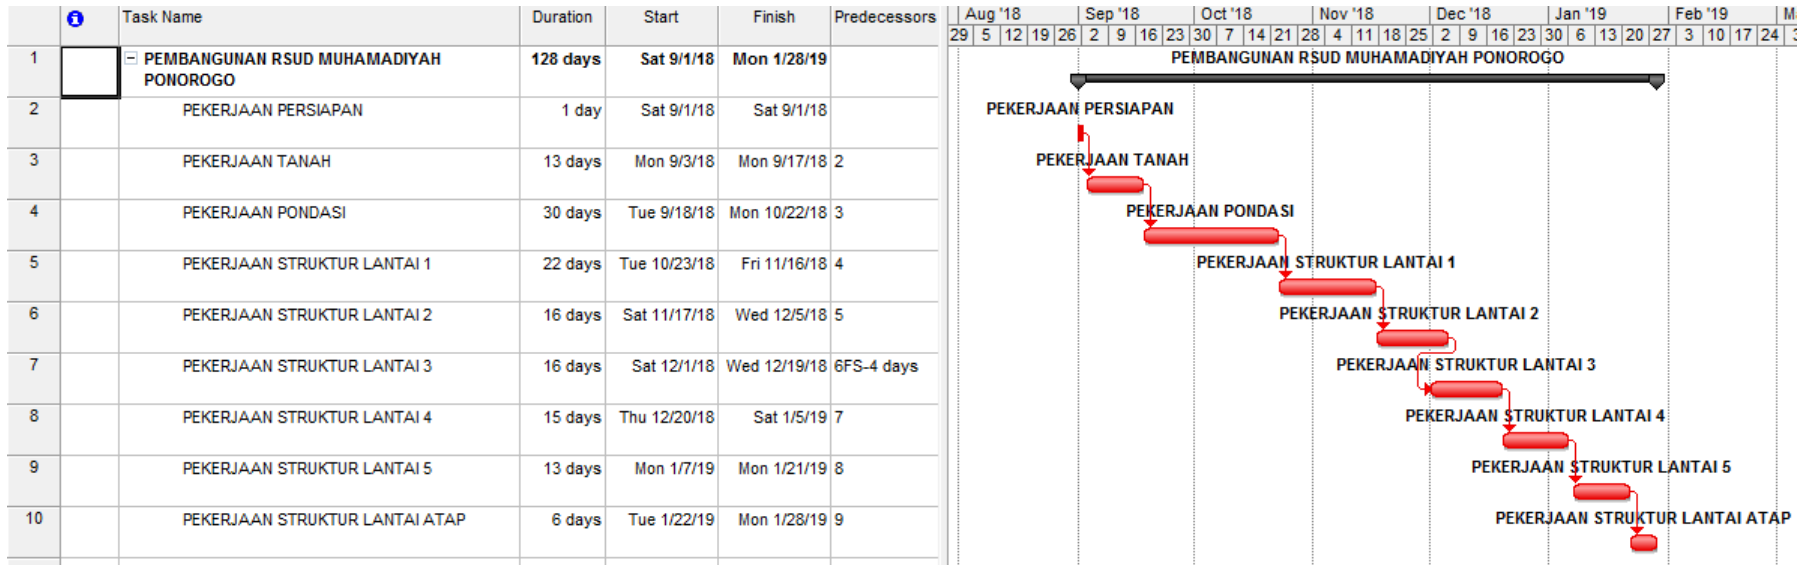 Task Name Duration Start Finish Predecessors
Aug '18 Sep '18 Oct '18 Nov '18 Dec '18 Jan '19 Feb '19
29 5 12 19 26 2 9 16 23 30 7 14 21 28 4 11 18 25 2 9 16 23 30 6 13 20 27 3 10 17 24
1 PEMBANGUNAN RSUD MUHAMADIYAH 128 days Sat 9/1/18 Mon 1/28/19
PONOROGO
PEMBANGUNAN RSUD MUHAMADIYAH PONOROGO
2 PEKERJAAN PERSIAPAN 1 day Sat 9/1/18 Sat 9/1/18
PEKERJAAN PERSIAPAN
3 PEKERJAAN TANAH 13 days Mon 9/3/18 Mon 9/17/18 2
PEKERJAAN TANAH
4 PEKERJAAN PONDASI 30 days Tue 9/18/18 Mon 10/22/18 3
PEKERJAAN PONDASI
5 PEKERJAAN STRUKTUR LANTAI 1 22 days Tue 10/23/18 Fri 11/16/18 4
PEKERJAAN STRUKTUR LANTAI 1
6 PEKERJAAN STRUKTUR LANTAI 2 16 days Sat 11/17/18 Wed 12/5/18 5
PEKERJAAN STRUKTUR LANTAI 2
7 PEKERJAAN STRUKTUR LANTAI 3 16 days Sat 12/1/18 Wed 12/19/18 6FS-4 days
PEKERJAAN STRUKTUR LANTAI 3
8 PEKERJAAN STRUKTUR LANTAI 4 15 days Thu 12/20/18 Sat 1/5/19 7
PEKERJAAN STRUKTUR LANTAI 4
9 PEKERJAAN STRUKTUR LANTAI 5 13 days Mon 1/7/19 Mon 1/21/19 8
PEKERJAAN STRUKTUR LANTAI 5
10 PEKERJAAN STRUKTUR LANTAI ATAP 6 days Tue 1/22/19 Mon 1/28/19 9
PEKERJAAN STRUKTUR LANTAI ATAP